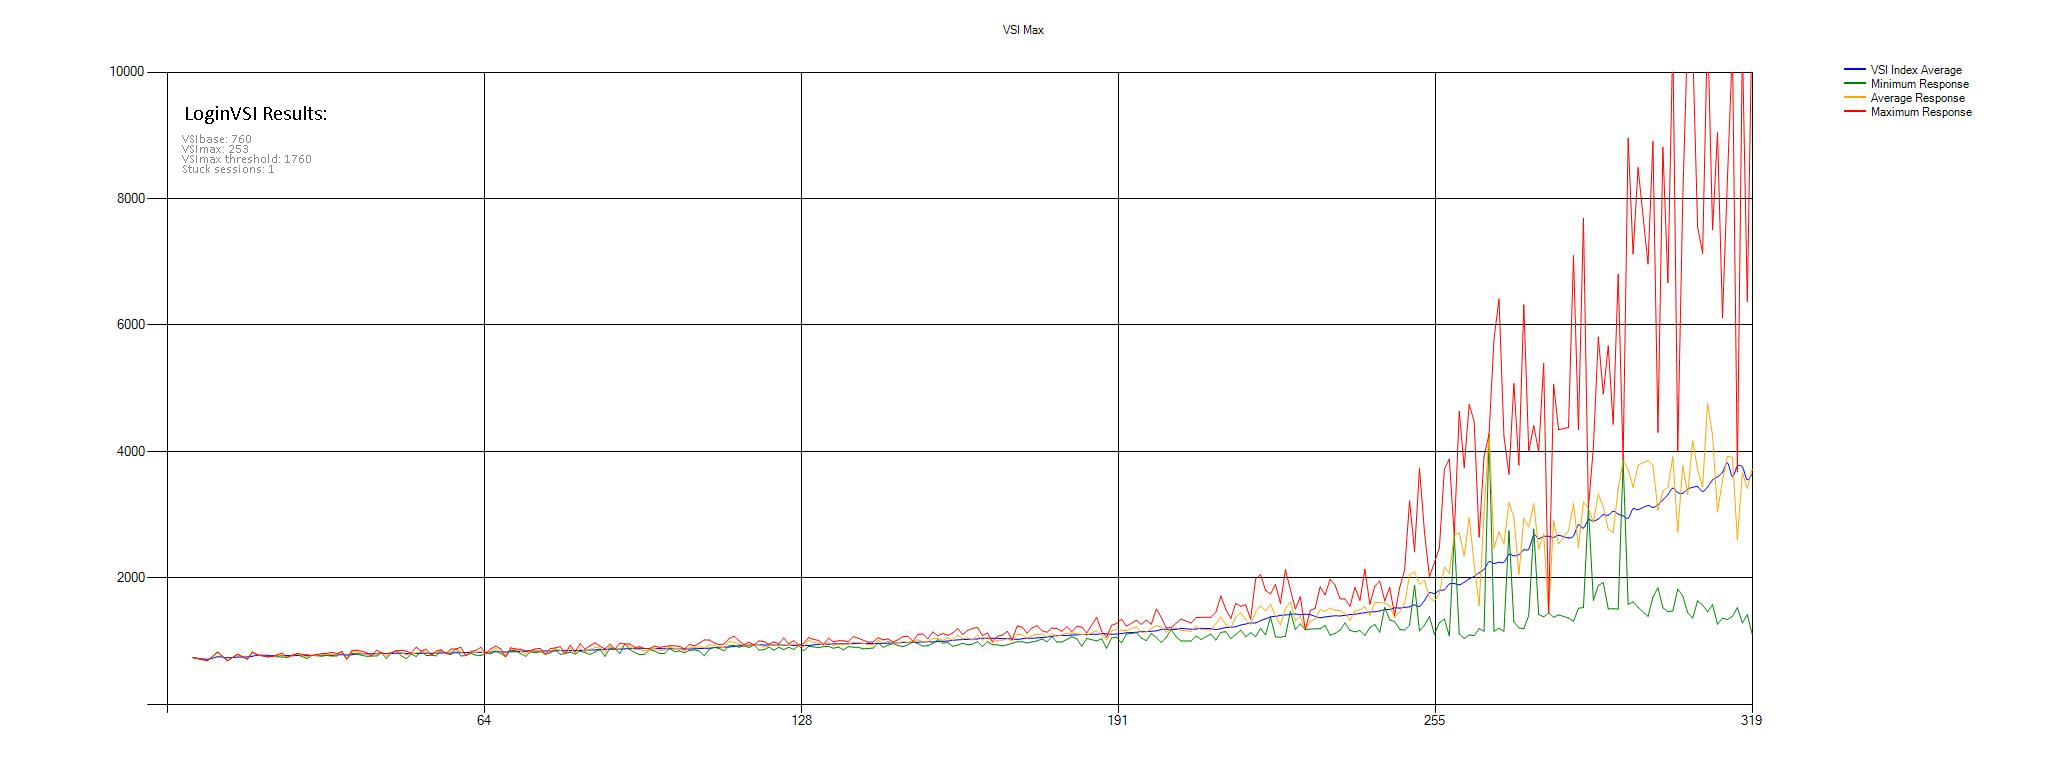 VSI Max
10000
8000
6000
4000
2000
LoginVSI Results:
VSIbase: 760
VSImax: 253
VSImax threshold: 1760
Stuck sessions: 1
64
128
191
255
319
VSI Index Average
Minimum Response
Average Response
Maximum Response